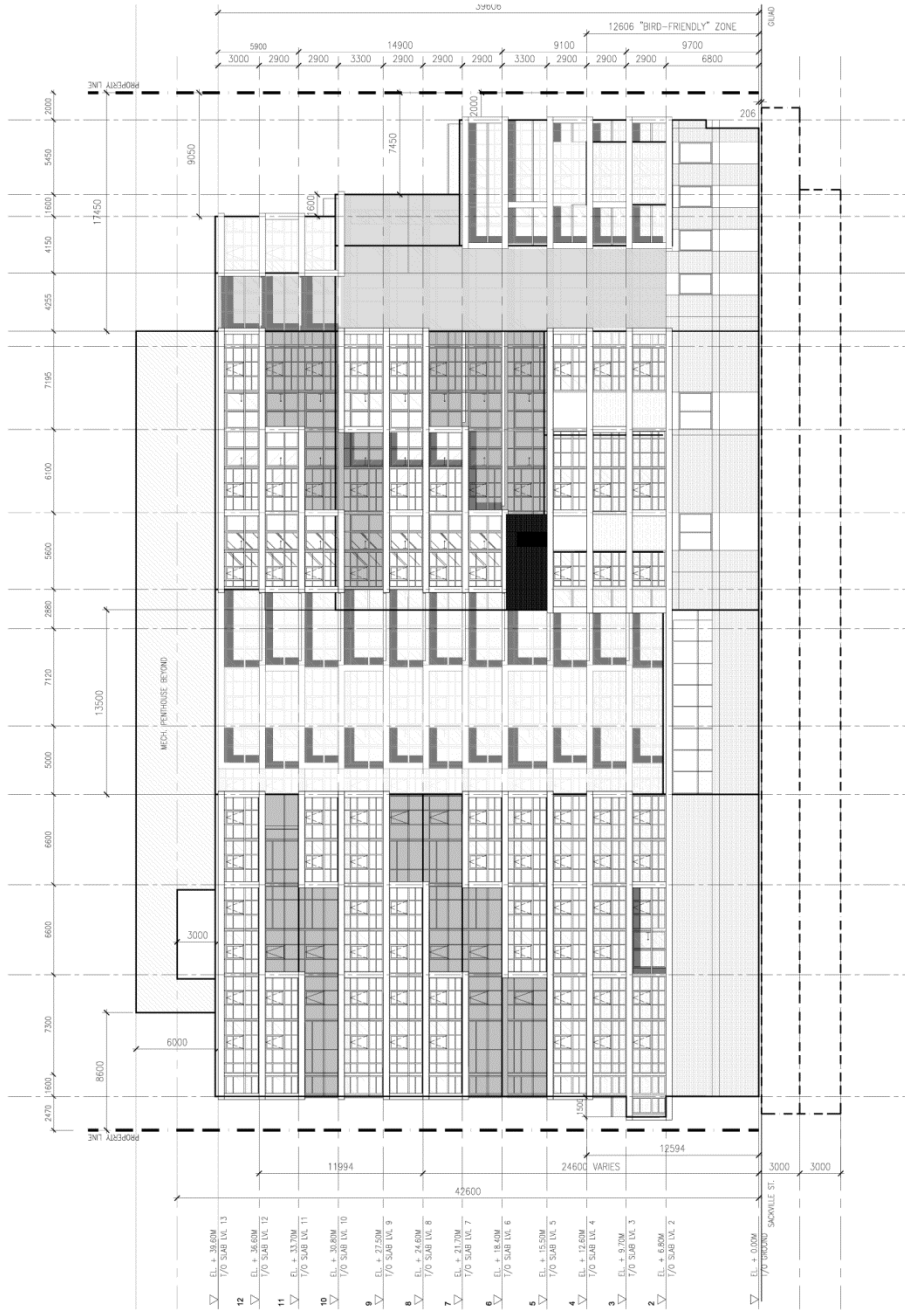 39606
12606 "BIRD-FRIENDLY" ZONE
5900
14900
9100
9700
3000
2900
2900
3300
2900
2900
2900
3300
2900
2900
2900
6800
206
PROPERTY LINE
2000
5450
1600
4150
4255
7195
6100
5600
2880
7120
5000
6600
6600
7300
1600
2470
PROPERTY LINE
17450
9050
7450
2000
1600
13500
MECH. PENTHOUSE BEYOND
3000
6000
8600
1500
12594
11994
24600 VARIES
3000
3000
42600
SACKVILLE ST.
EL. + 39.60M
T/O SLAB LVL 13
12
EL. + 36.60M
T/O SLAB LVL 12
11
EL. + 33.70M
T/O SLAB LVL 11
10
EL. + 30.80M
T/O SLAB LVL 10
9
EL. + 27.50M
T/O SLAB LVL 9
8
EL. + 24.60M
T/O SLAB LVL 8
7
EL. + 21.70M
T/O SLAB LVL 7
6
EL. + 18.40M
T/O SLAB LVL 6
5
EL. + 15.50M
T/O SLAB LVL 5
4
EL. + 12.60M
T/O SLAB LVL 4
3
EL. + 9.70M
T/O SLAB LVL 3
2
EL. + 6.80M
T/O SLAB LVL 2
EL. + 0.00M
T/O GROUND